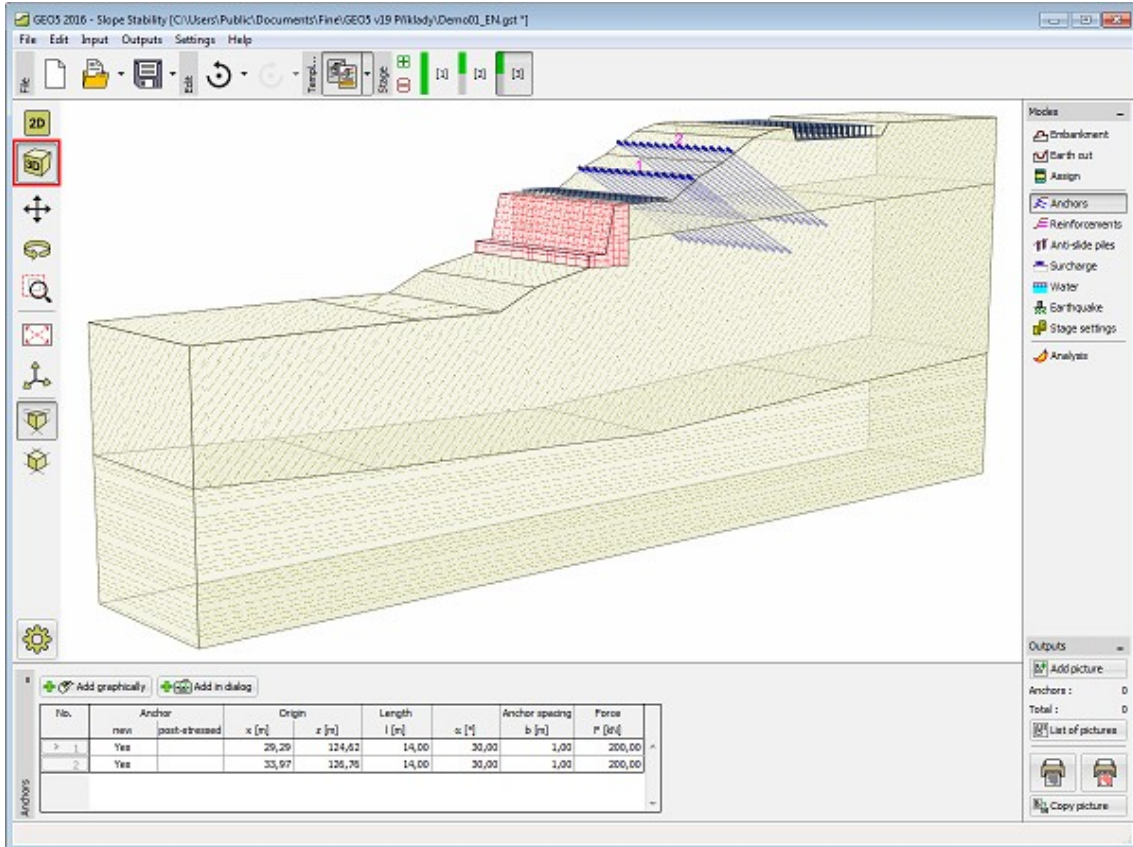 GEO5 2016 - Slope Stability [C:\Users\Public\Documents\Fine\GEO5 v19 Příklady\Demo01_EN.gst *]
File Edit Input Outputs Settings Help
File
Edit
Templ...
Stage
[1] [2] [3]
2D
3D
2
1
Modes
Embankment
Earth cut
Assign
Anchors
Reinforcements
Anti-slide piles
Surcharge
Water
Earthquake
Stage settings
Analysis
Outputs
Add picture
Anchors : 0
Total : 0
List of pictures
Copy picture
Anchors
Add graphically Add in dialog
No. Anchor Origin Length Anchor spacing Force
new post-stressed x [m] z [m] l [m] α [°] b [m] F [kN]
> 1 Yes 29,29 124,62 14,00 30,00 1,00 200,00
2 Yes 33,97 126,76 14,00 30,00 1,00 200,00